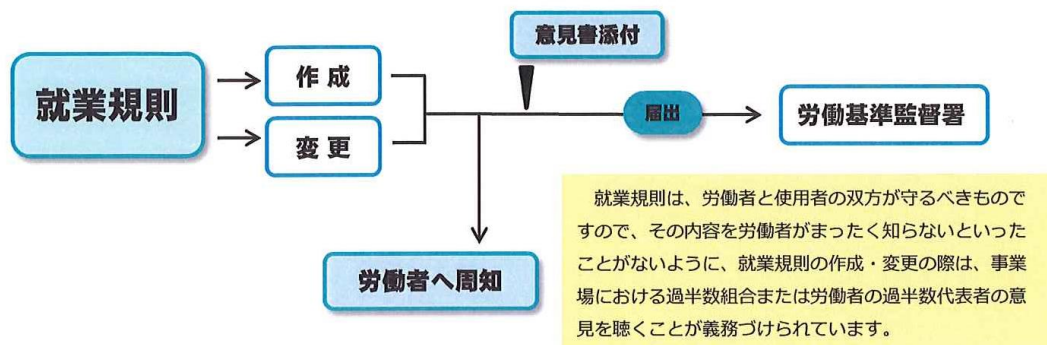 意見書添付
就業規則
作成
変更
届出
労働基準監督署
労働者へ周知
就業規則は、労働者と使用者の双方が守るべきもので
すので、その内容を労働者がまったく知らないといった
ことがないように、就業規則の作成・変更の際は、事業
場における過半数組合または労働者の過半数代表者の意
見を聴くことが義務づけられています。